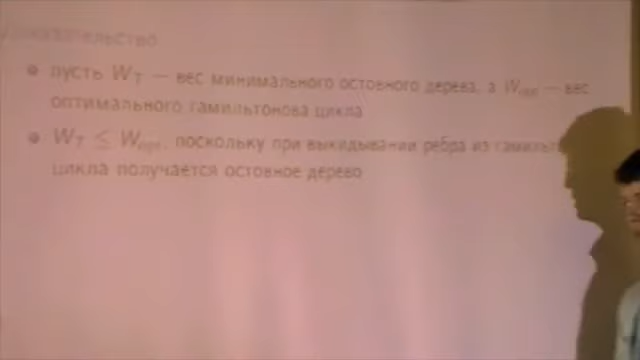 Доказательство
пусть W_T — вес минимального остовного дерева, а W_opt — вес
оптимального гамильтонова цикла
W_T ≤ W_opt, поскольку при выкидывании ребра из
цикла получается остовное дерево